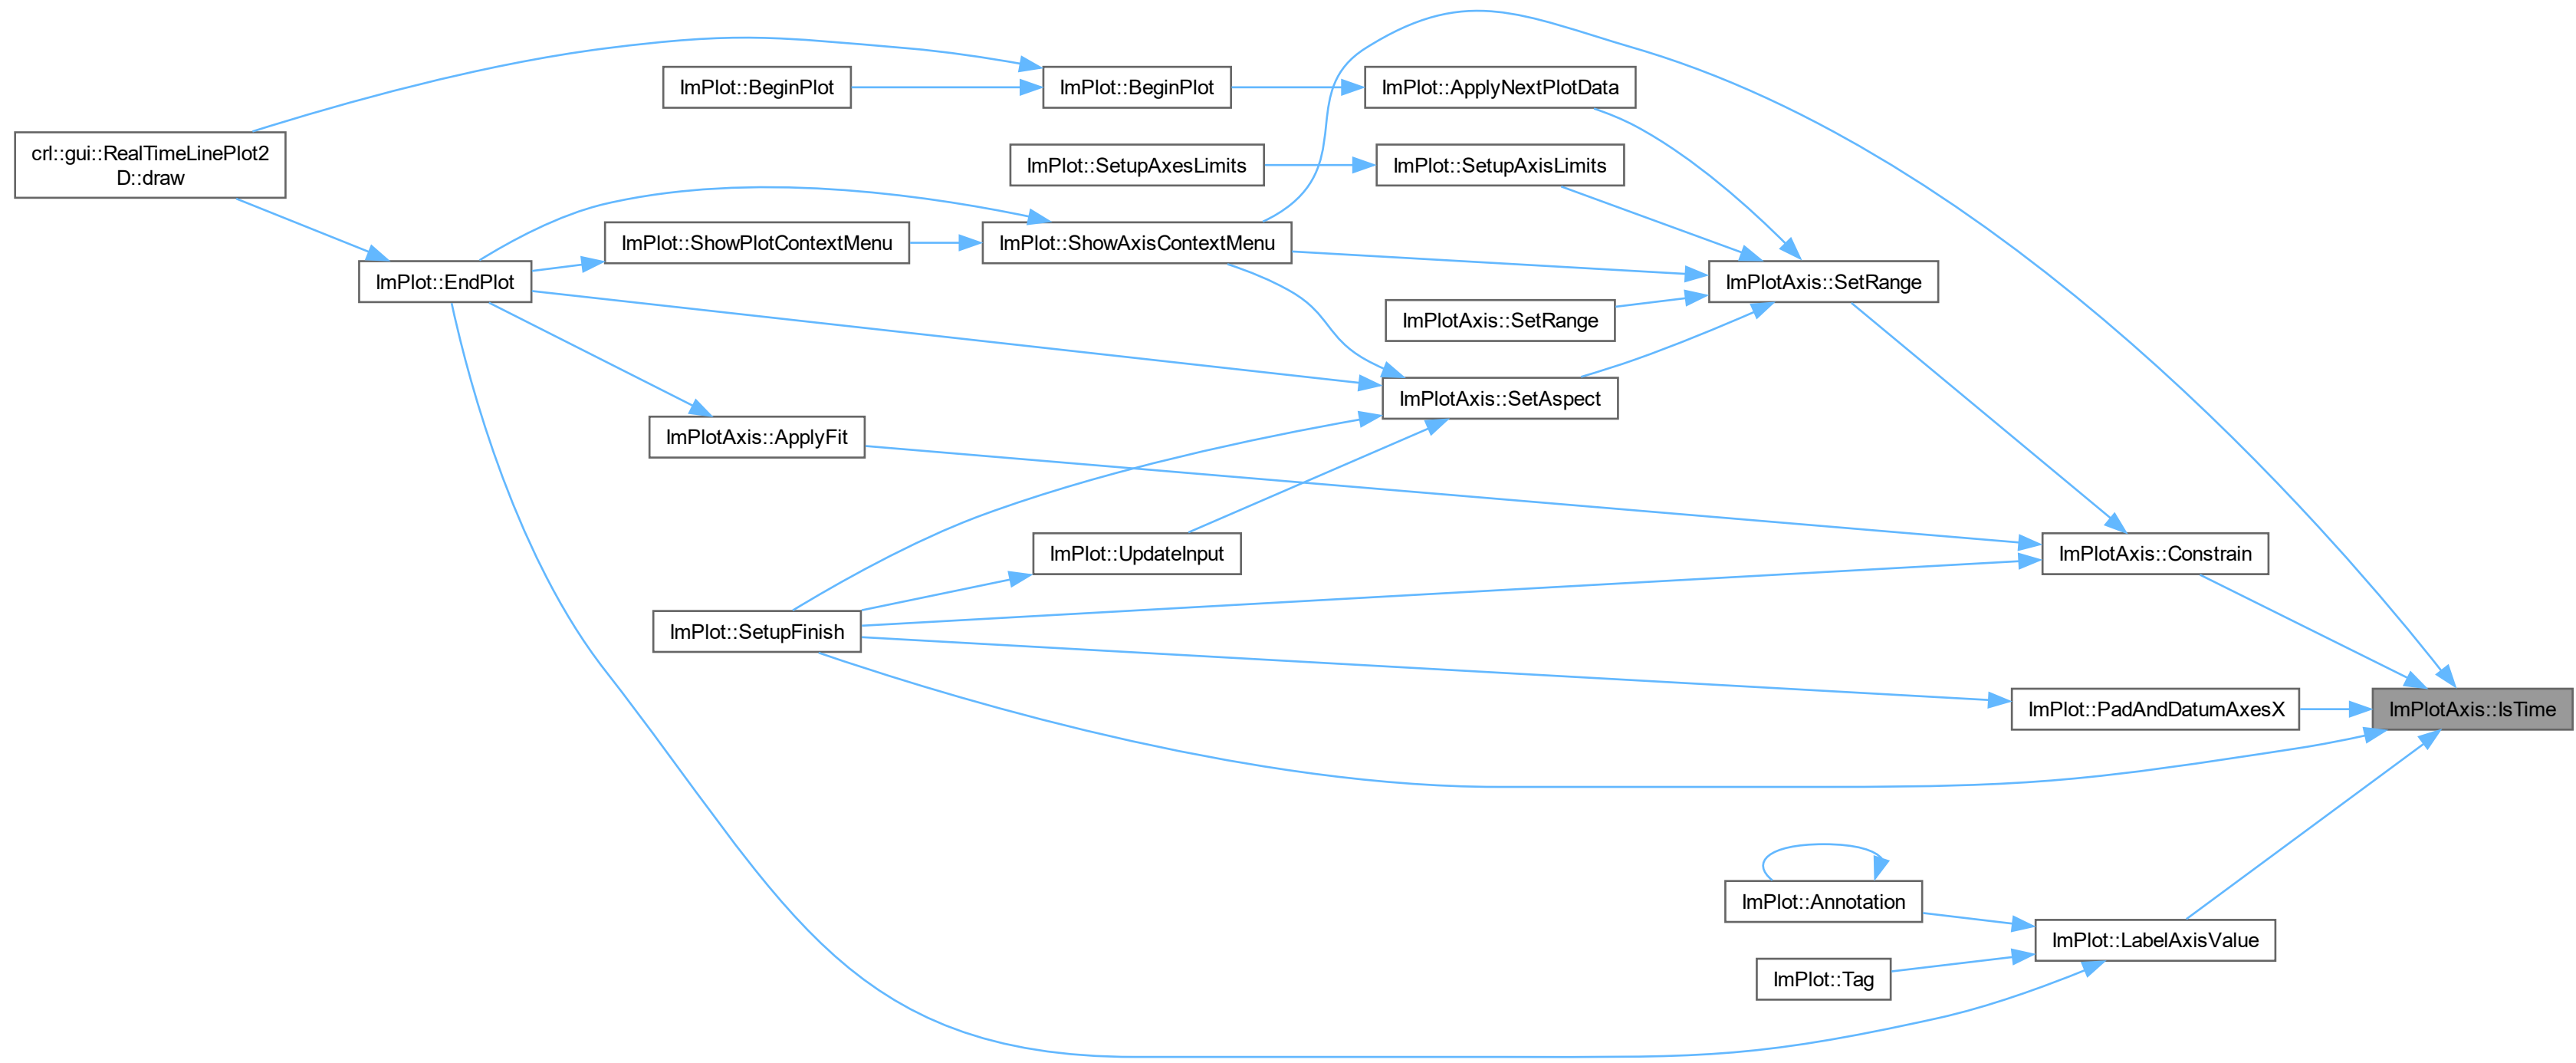 ImPlot::BeginPlot
ImPlot::BeginPlot
ImPlot::ApplyNextPlotData
crl::gui::RealTimeLinePlot2
D::draw
ImPlot::SetupAxesLimits
ImPlot::SetupAxisLimits
ImPlot::ShowPlotContextMenu
ImPlot::ShowAxisContextMenu
ImPlot::EndPlot
ImPlotAxis::SetRange
ImPlotAxis::SetRange
ImPlotAxis::SetAspect
ImPlotAxis::ApplyFit
ImPlot::UpdateInput
ImPlotAxis::Constrain
ImPlot::SetupFinish
ImPlot::PadAndDatumAxesX
ImPlotAxis::IsTime
ImPlot::Annotation
ImPlot::LabelAxisValue
ImPlot::Tag